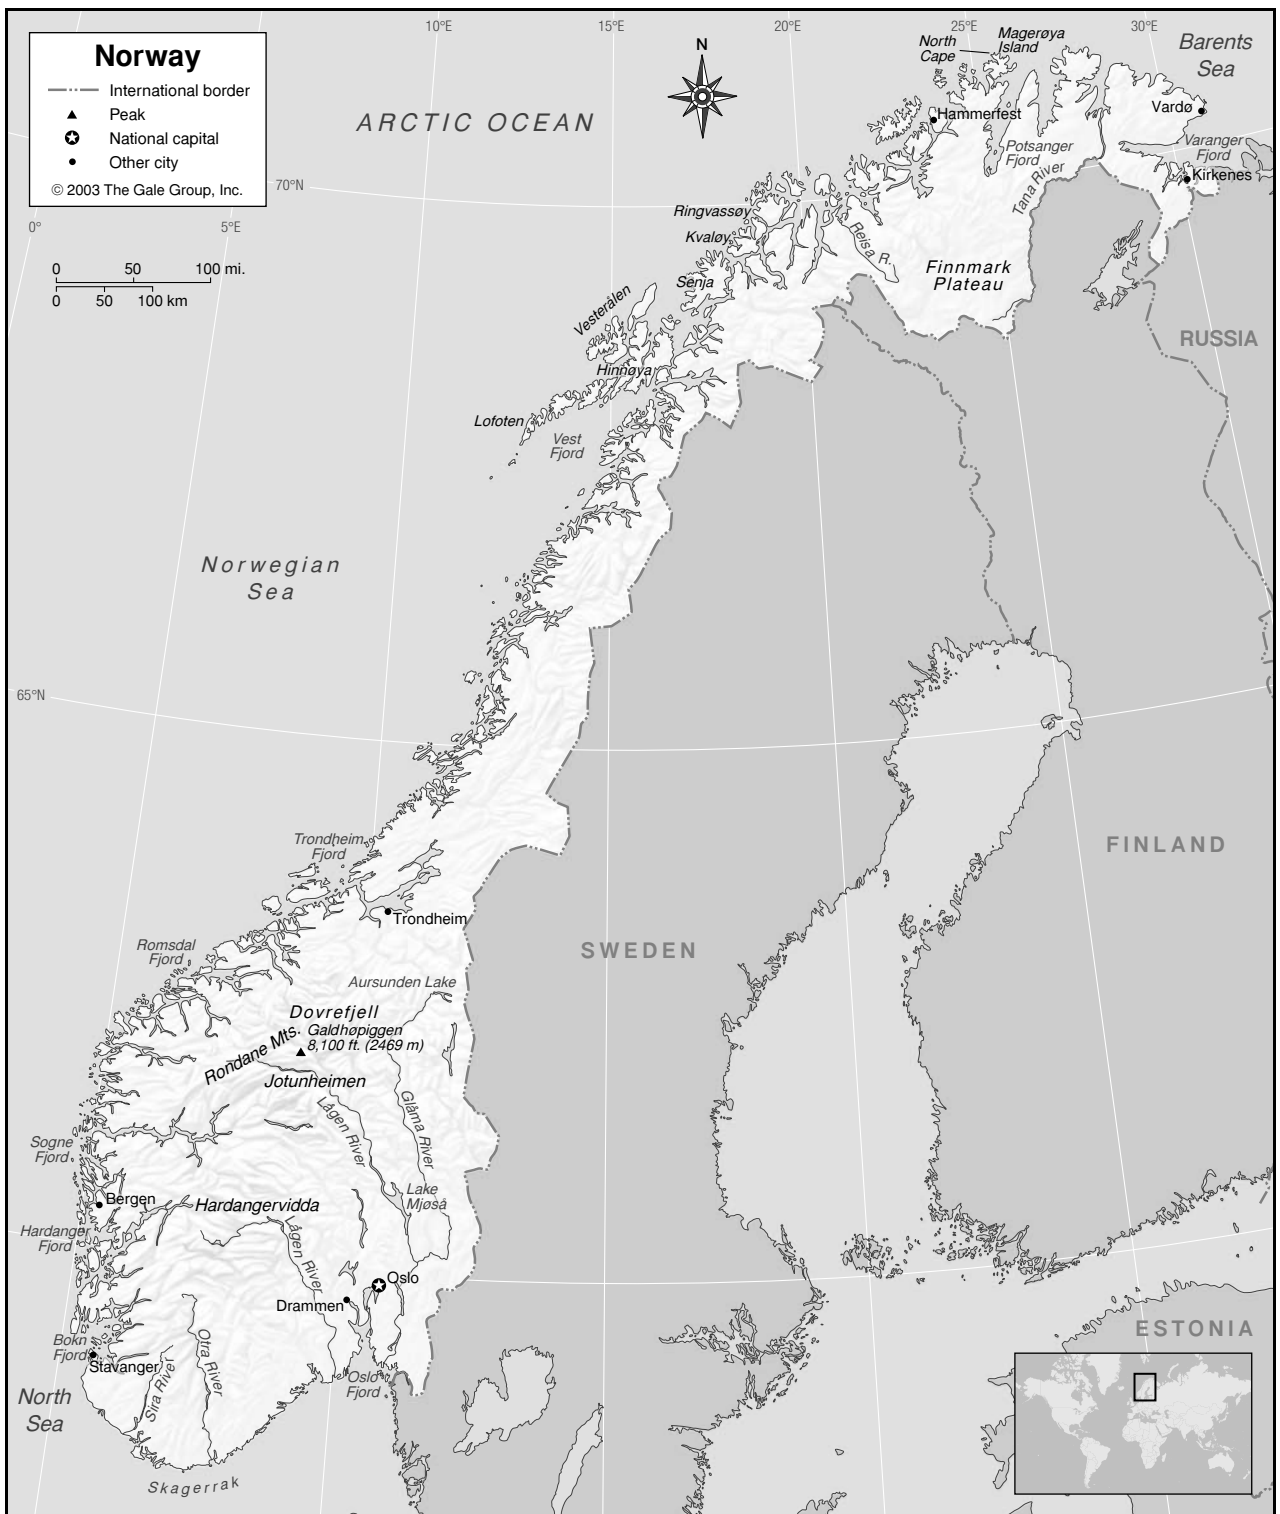 Norway
International border
Peak
National capital
Other city
© 2003 The Gale Group, Inc.
10°E
15°E
20°E
25°E
30°E
70°N
0°
5°E
65°N
0 50 100 mi.
0 50 100 km
N
ARCTIC OCEAN
Barents
Sea
North
Cape
Magerøya
Island
Hammerfest
Vardø
Varanger
Fjord
Kirkenes
Potsanger
Fjord
Tana River
Reisa R.
Finnmark
Plateau
Ringvassøy
Kvaløy
Senja
Vesterålen
Hinnøya
Lofoten
Vest
Fjord
RUSSIA
Norwegian
Sea
Trondheim
Fjord
Trondheim
FINLAND
SWEDEN
Romsdal
Fjord
Aursunden Lake
Dovrefjell
Galdhøpiggen
8,100 ft. (2469 m)
Rondane Mts.
Jotunheimen
Lågen River
Glåma River
Sogne
Fjord
Bergen
Hardangervidda
Lake
Mjøså
Hardanger
Fjord
Lågen River
Oslo
Drammen
Bokn
Fjord
Stavanger
Sira River
Otra River
Oslo
Fjord
North
Sea
Skagerrak
ESTONIA